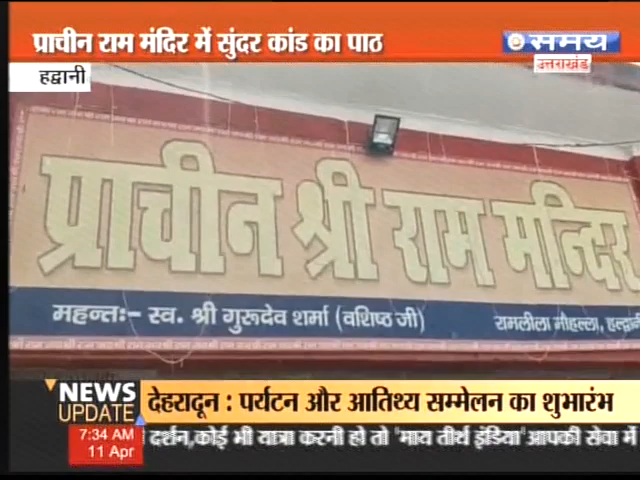 प्राचीन राम मंदिर में सुंदर कांड का पाठ
समय
उत्तराखंड
हद्वानी
प्राचीन श्री राम मन्दिर
महन्तः- स्व. श्री गुरूदेव शर्मा (वशिष्ठ जी)
रामलीला मौहल्ला, हल्द्वानी
NEWS UPDATE
देहरादून : पर्यटन और आतिथ्य सम्मेलन का शुभारंभ
7:34 AM
11 Apr
दर्शन,कोई भी यात्रा करनी हो तो "माय तीर्थ इंडिया"आपकी सेवा में